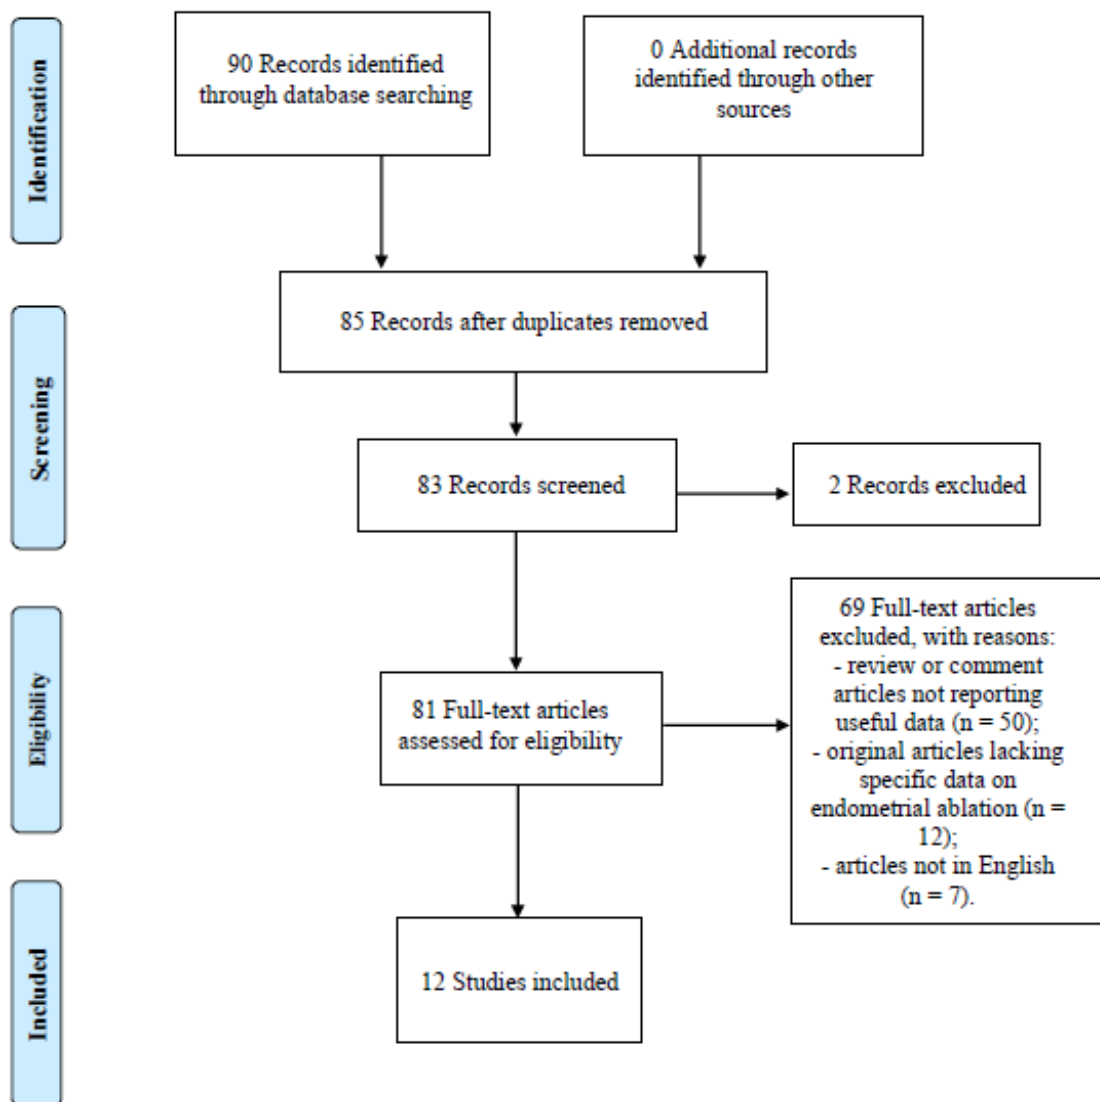 Identification
90 Records identified
through database searching
0 Additional records
identified through other
sources
85 Records after duplicates removed
Screening
83 Records screened
2 Records excluded
Eligibility
81 Full-text articles
assessed for eligibility
69 Full-text articles
excluded, with reasons:
- review or comment
articles not reporting
useful data (n = 50);
- original articles lacking
specific data on
endometrial ablation (n =
12);
- articles not in English
(n = 7).
Included
12 Studies included